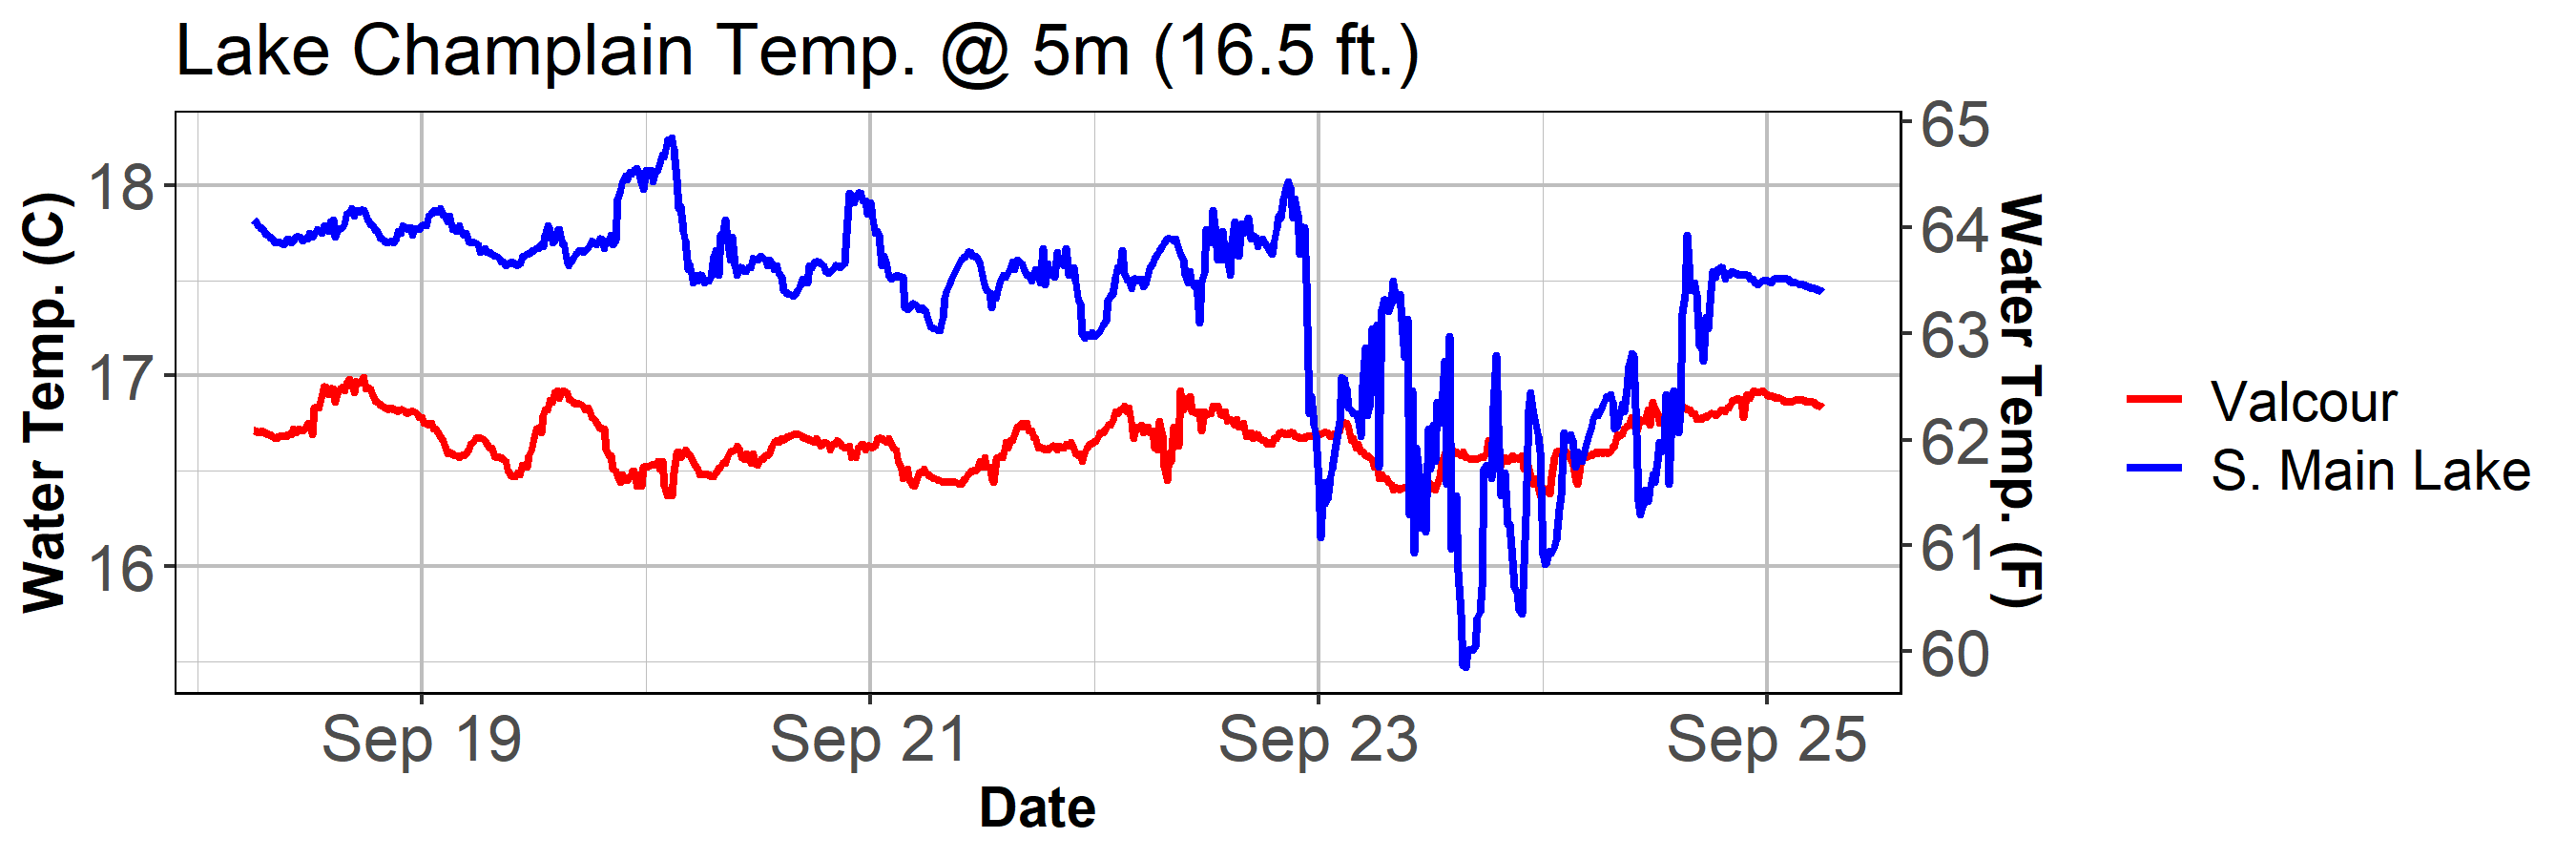 Lake Champlain Temp. @ 5m (16.5 ft.)
Water Temp. (C)
18
17
16
65
64
63
62
61
60
Water Temp. (F)
Sep 19
Sep 21
Sep 23
Sep 25
Date
Valcour
S. Main Lake